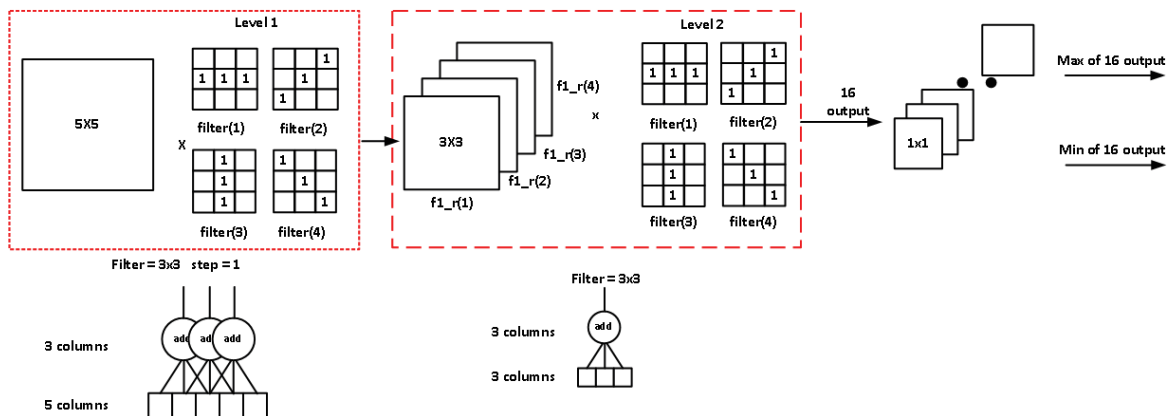 Level 1
5X5
X
1 1 1
filter(1)
1
1
1
filter(2)
1
1
1
filter(3)
1
1
1
filter(4)
Level 2
3X3
f1_r(1)
f1_r(2)
f1_r(3)
f1_r(4)
x
1 1 1
filter(1)
1
1
1
filter(2)
1
1
1
filter(3)
1
1
1
filter(4)
16
output
1x1
Max of 16 output
Min of 16 output
Filter = 3x3 step = 1
add
add
add
3 columns
5 columns
Filter = 3x3
add
3 columns
3 columns